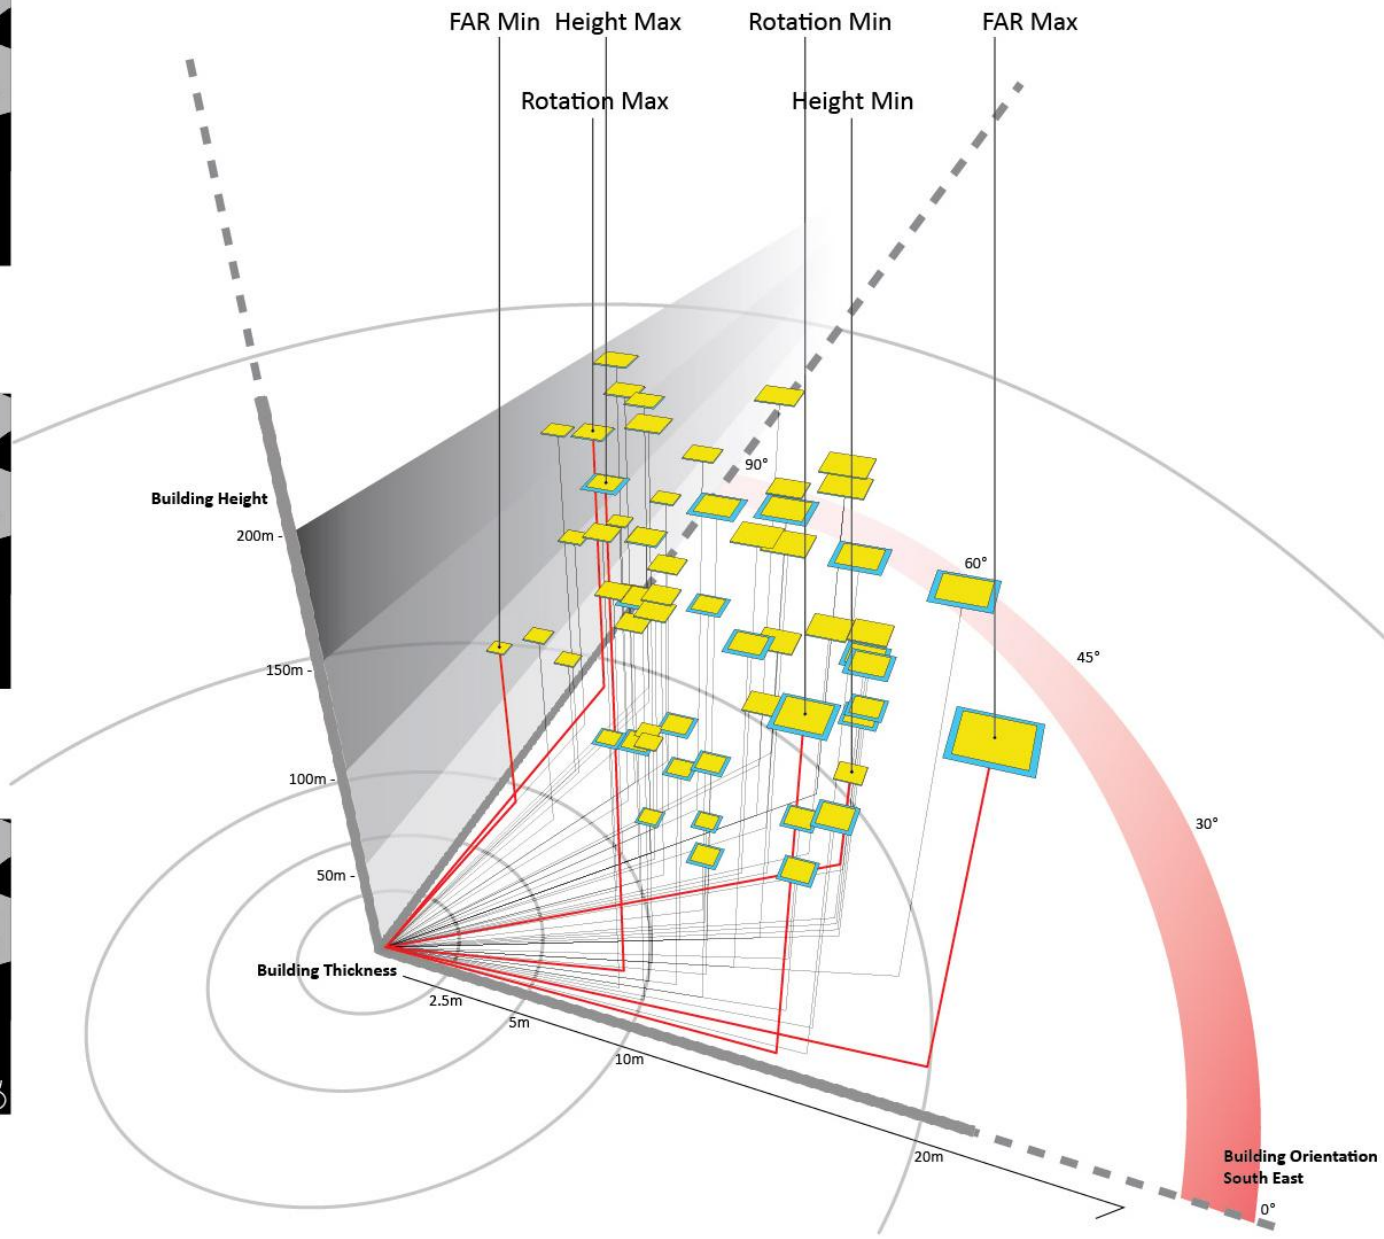 FAR Min Height Max Rotation Min FAR Max
Rotation Max Height Min
90°
Building Height
200m -
60°
45°
150m -
100m -
30°
50m -
Building Thickness
2.5m
5m
10m
20m
Building Orientation
South East
0°